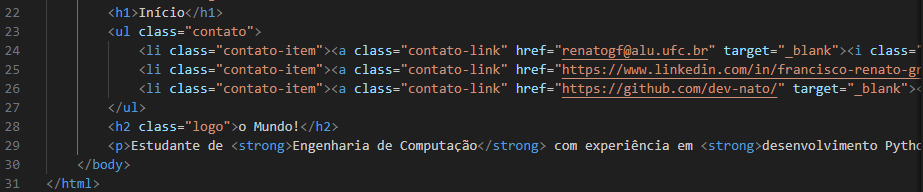 22 <h1>Início</h1>
23 <ul class="contato">
24 <li class="contato-item"><a class="contato-link" href="renatogf@alu.ufc.br" target="_blank"><i class=
25 <li class="contato-item"><a class="contato-link" href="https://www.linkedin.com/in/francisco-renato-gr
26 <li class="contato-item"><a class="contato-link" href="https://github.com/dev-nato/" target="_blank"><
27 </ul>
28 <h2 class="logo">o Mundo!</h2>
29 <p>Estudante de <strong>Engenharia de Computação</strong> com experiência em <strong>desenvolvimento Pytho
30 </body>
31 </html>